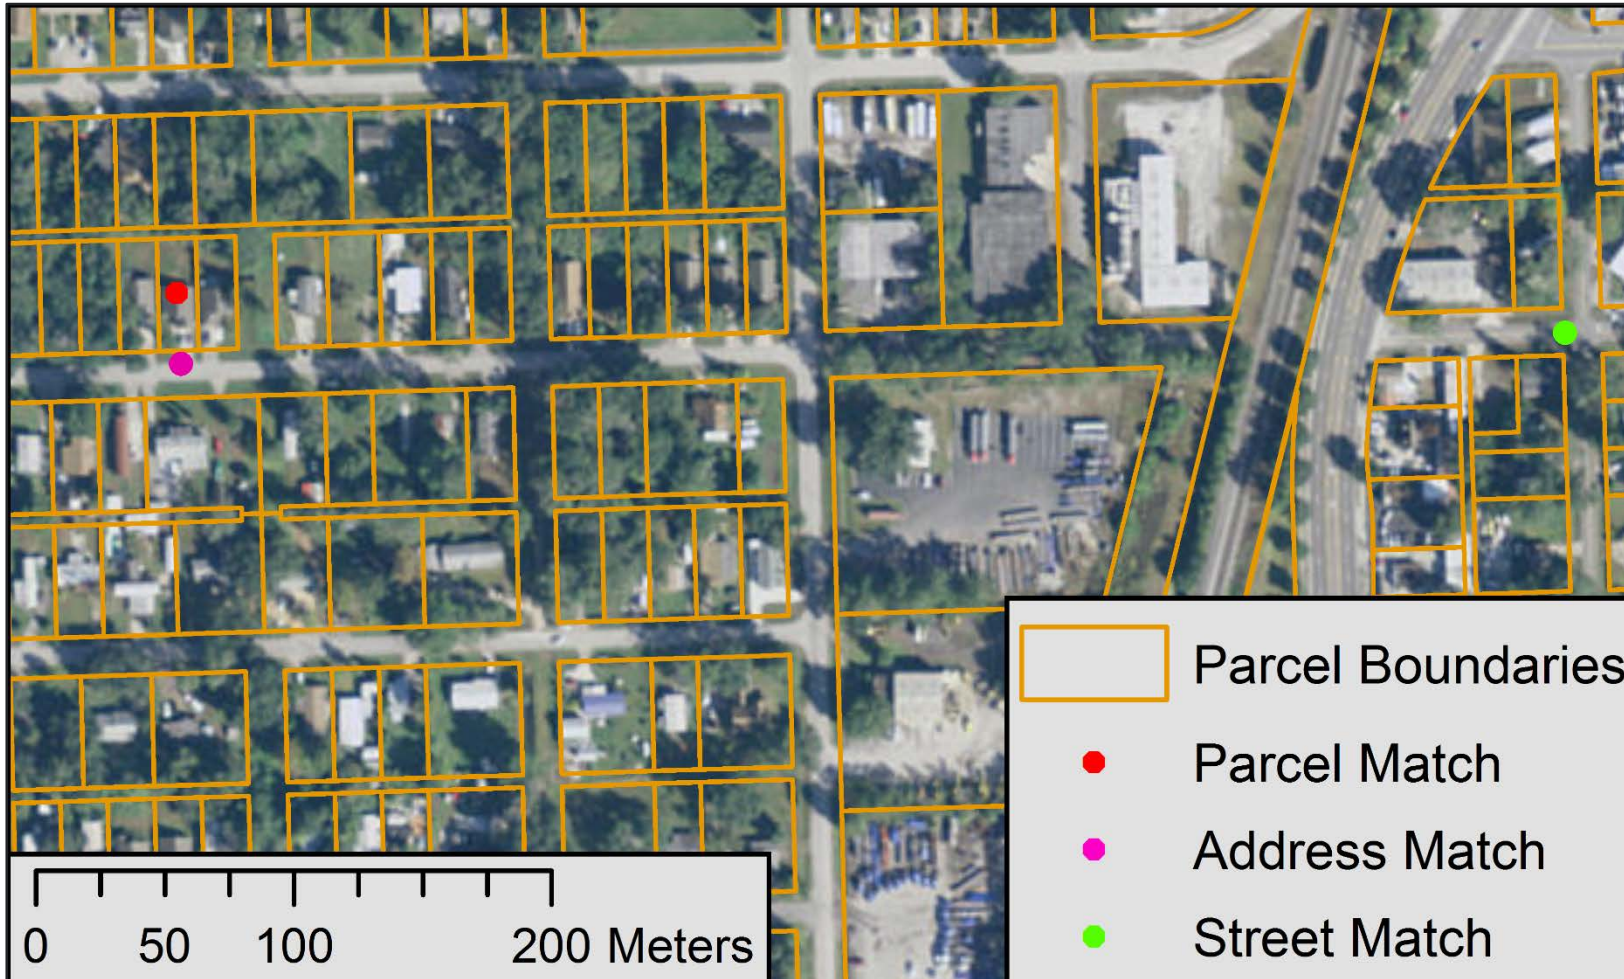 Parcel Boundaries
Parcel Match
Address Match
Street Match
0 50 100 200 Meters